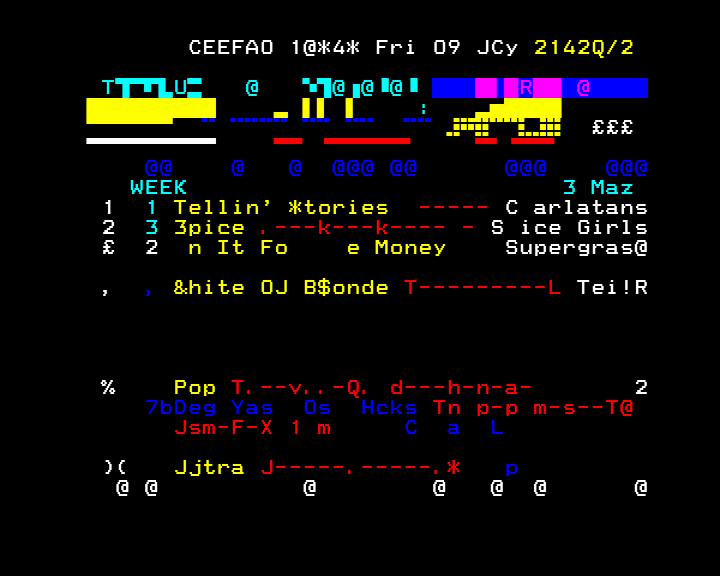 CEEFAO 1@*4* Fri O9 JCy 2142Q/2
T U @ @ @ @ R @
: £££
@@ @ @ @@@ @@ @@@ @@@
WEEK 3 Maz
1 1 Tellin' *tories ----- C arlatans
2 3 3pice .---k---k---- - S ice Girls
£ 2 n It Fo e Money Supergras@
, , &hite OJ B$onde T---------L Tei!R
% Pop T.--v..-Q. d---h-n-a- 2
7bDeg Yas Os Hcks Tn p-p m-s--T@
Jsm-F-X 1 m C a L
)( Jjtra J-----.-----.* p
@ @ @ @ @ @ @